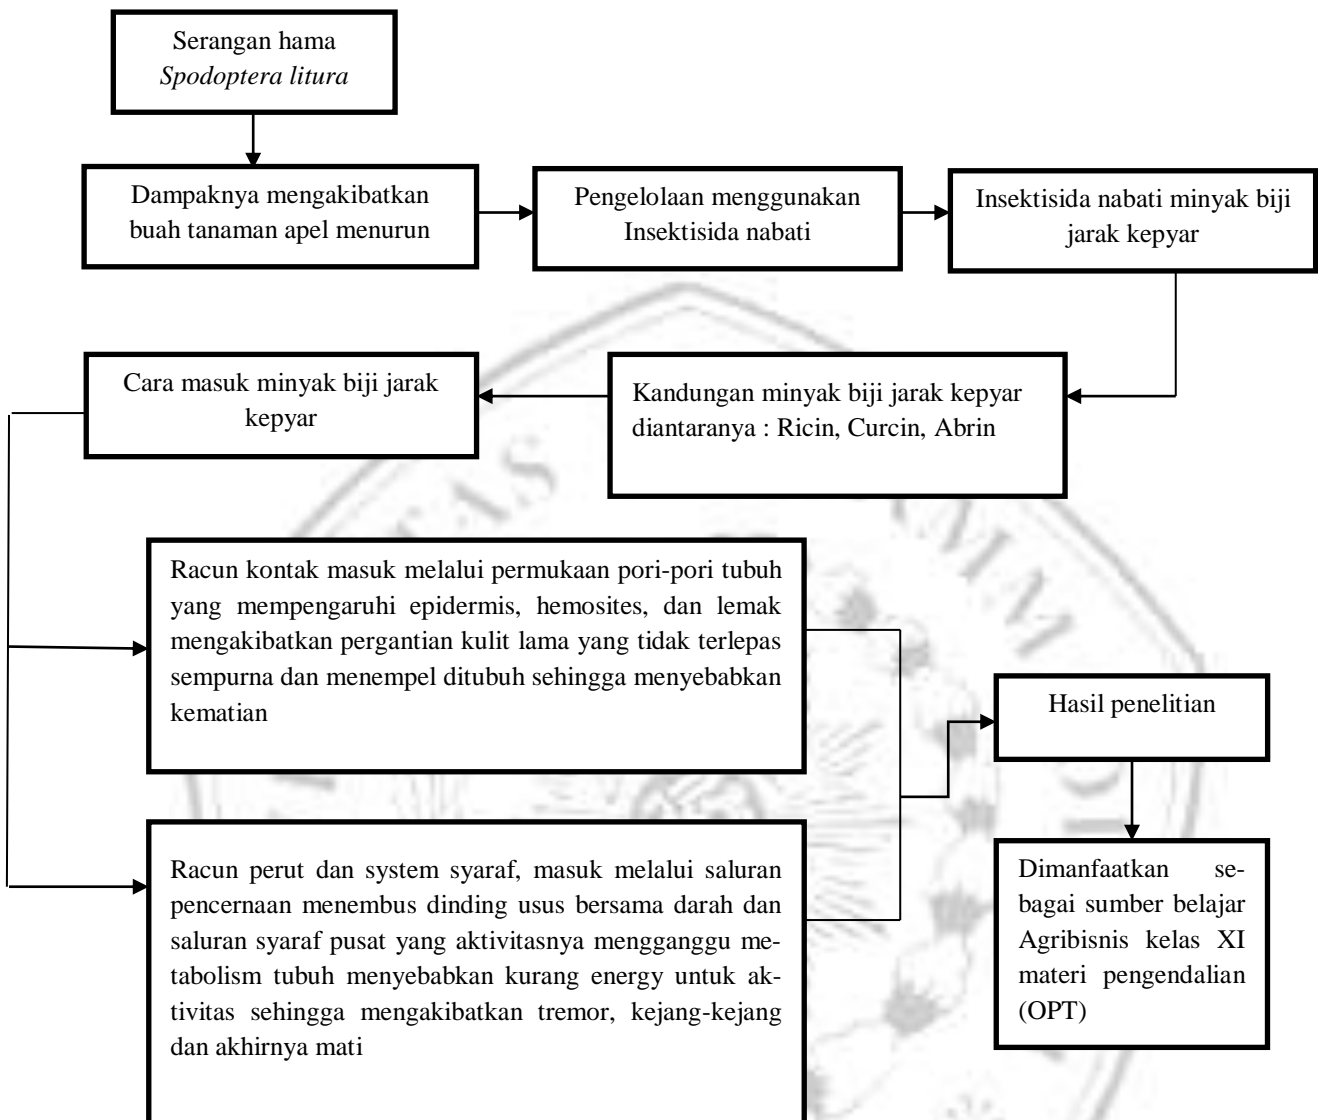 Serangan hama
Spodoptera litura
Dampaknya mengakibatkan
buah tanaman apel menurun
Pengelolaan menggunakan
Insektisida nabati
Insektisida nabati minyak biji
jarak kepyar
Cara masuk minyak biji jarak
kepyar
Kandungan minyak biji jarak kepyar
diantaranya : Ricin, Curcin, Abrin
Racun kontak masuk melalui permukaan pori-pori tubuh
yang mempengaruhi epidermis, hemosites, dan lemak
mengakibatkan pergantian kulit lama yang tidak terlepas
sempurna dan menempel ditubuh sehingga menyebabkan
kematian
Hasil penelitian
Racun perut dan system syaraf, masuk melalui saluran
pencernaan menembus dinding usus bersama darah dan
saluran syaraf pusat yang aktivitasnya mengganggu me-
tabolism tubuh menyebabkan kurang energy untuk ak-
tivitas sehingga mengakibatkan tremor, kejang-kejang
dan akhirnya mati
Dimanfaatkan se-
bagai sumber belajar
Agribisnis kelas XI
materi pengendalian
(OPT)